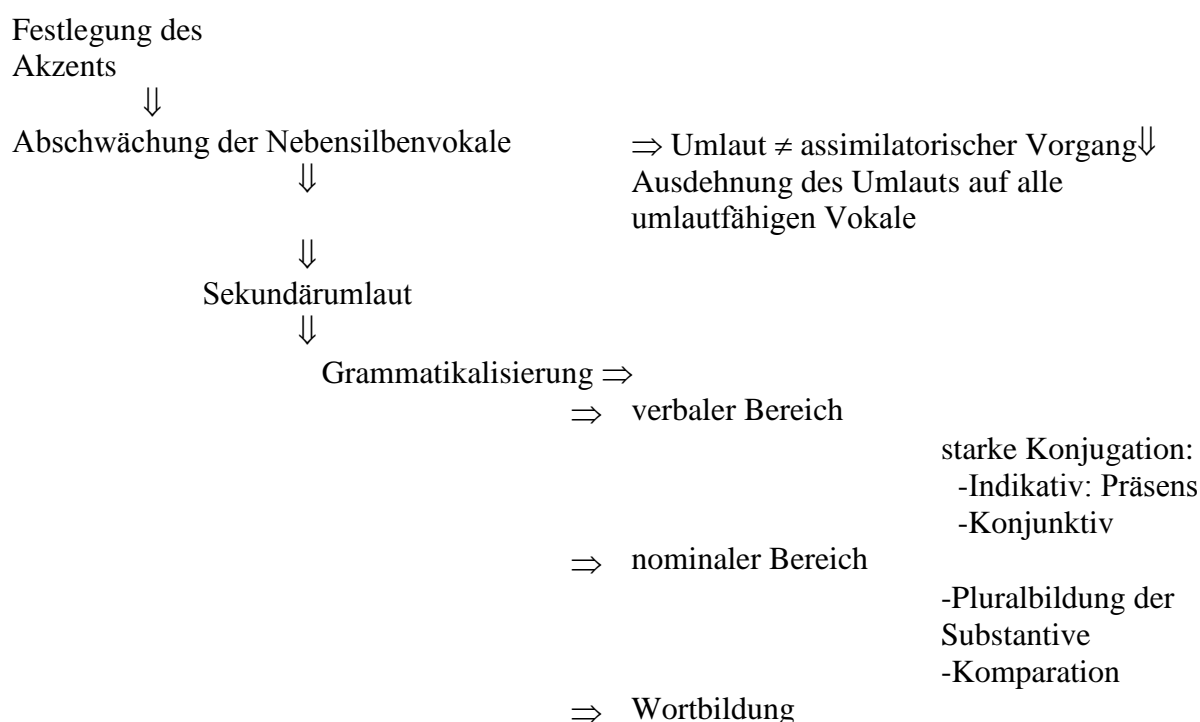 Festlegung des
Akzents
⇓
Abschwächung der Nebensilbenvokale ⇒ Umlaut ≠ assimilatorischer Vorgang⇓
⇓ Ausdehnung des Umlauts auf alle
umlautfähigen Vokale
⇓
Sekundärumlaut
⇓
Grammatikalisierung ⇒
⇒ verbaler Bereich
starke Konjugation:
-Indikativ: Präsens
-Konjunktiv
⇒ nominaler Bereich
-Pluralbildung der
Substantive
-Komparation
⇒ Wortbildung